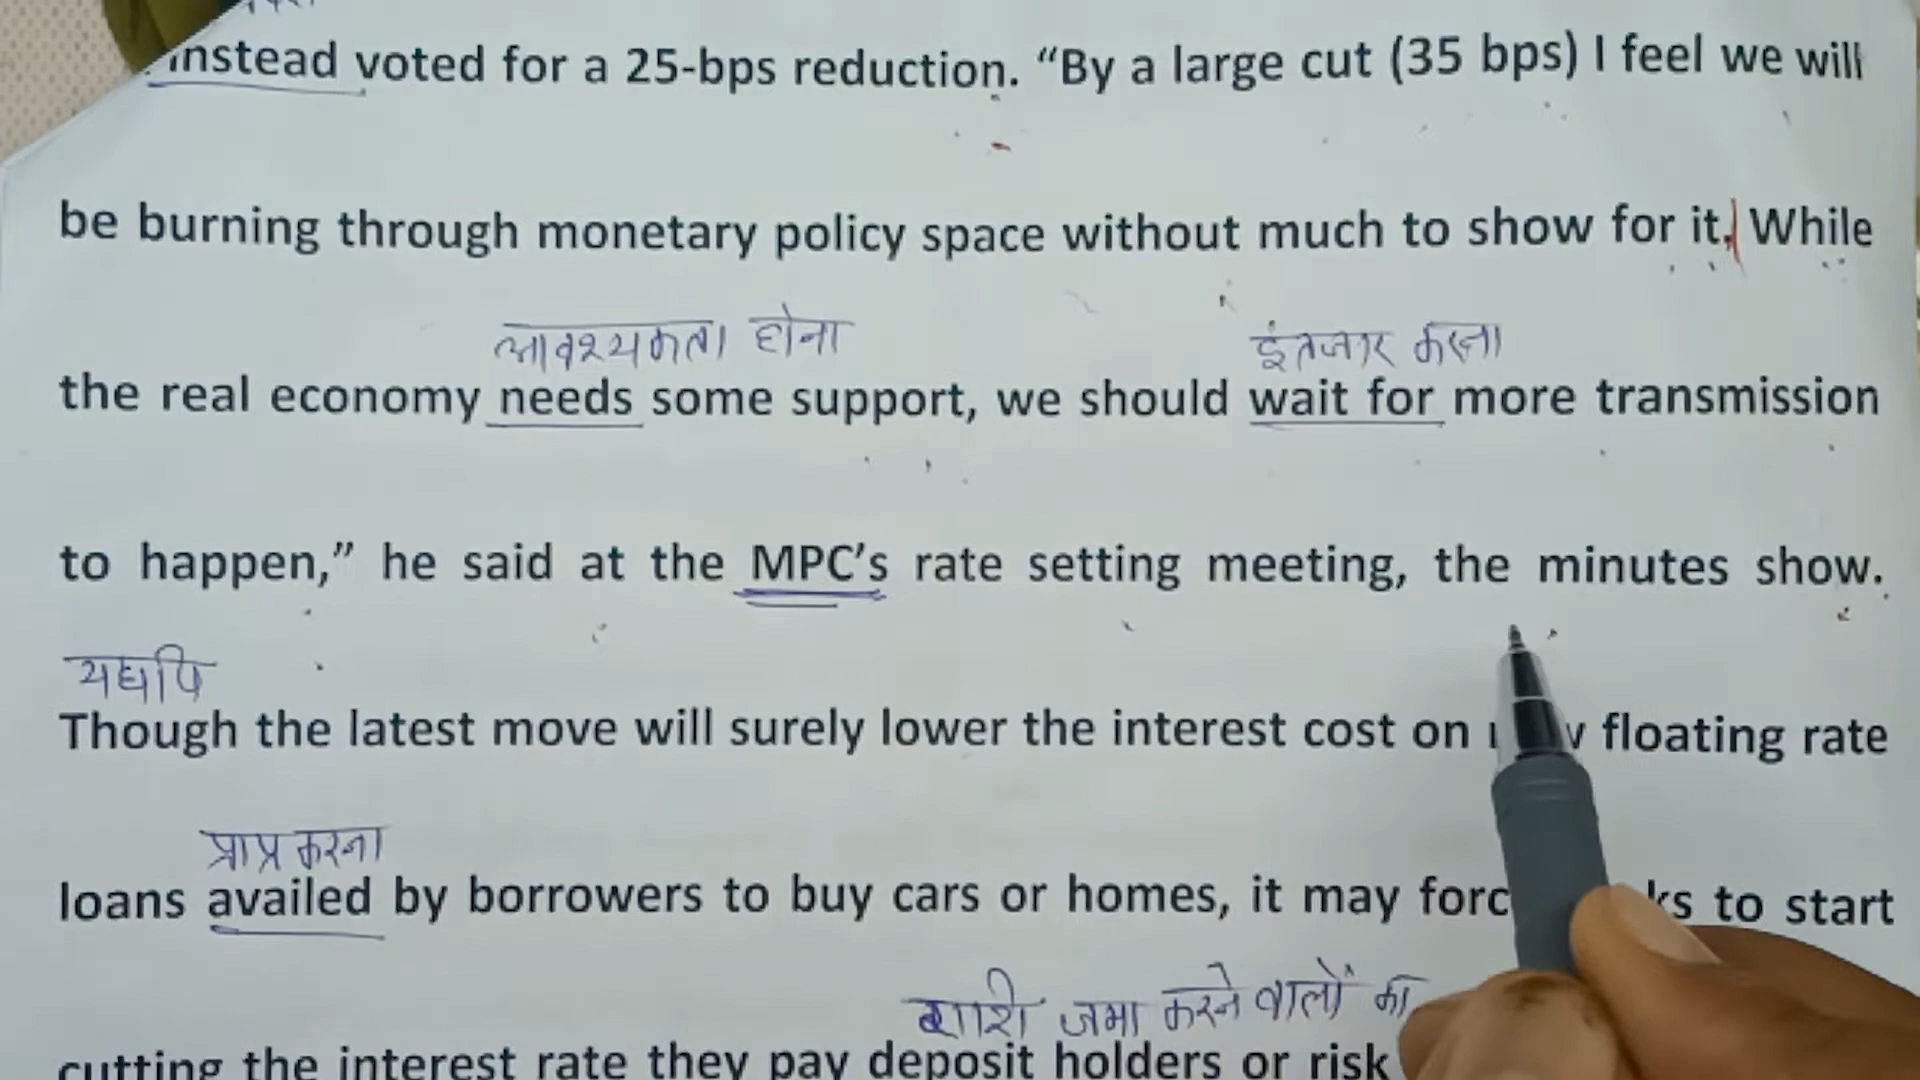 instead voted for a 25-bps reduction. “By a large cut (35 bps) I feel we will
be burning through monetary policy space without much to show for it. While
आवश्यकता होना इंतजार करना
the real economy needs some support, we should wait for more transmission
to happen,” he said at the MPC’s rate setting meeting, the minutes show.
यद्यपि
Though the latest move will surely lower the interest cost on floating rate
प्राप्त करना
loans availed by borrowers to buy cars or homes, it may to start
राशी जमा करने वालों का
cutting the interest rate they pay deposit holders or risk